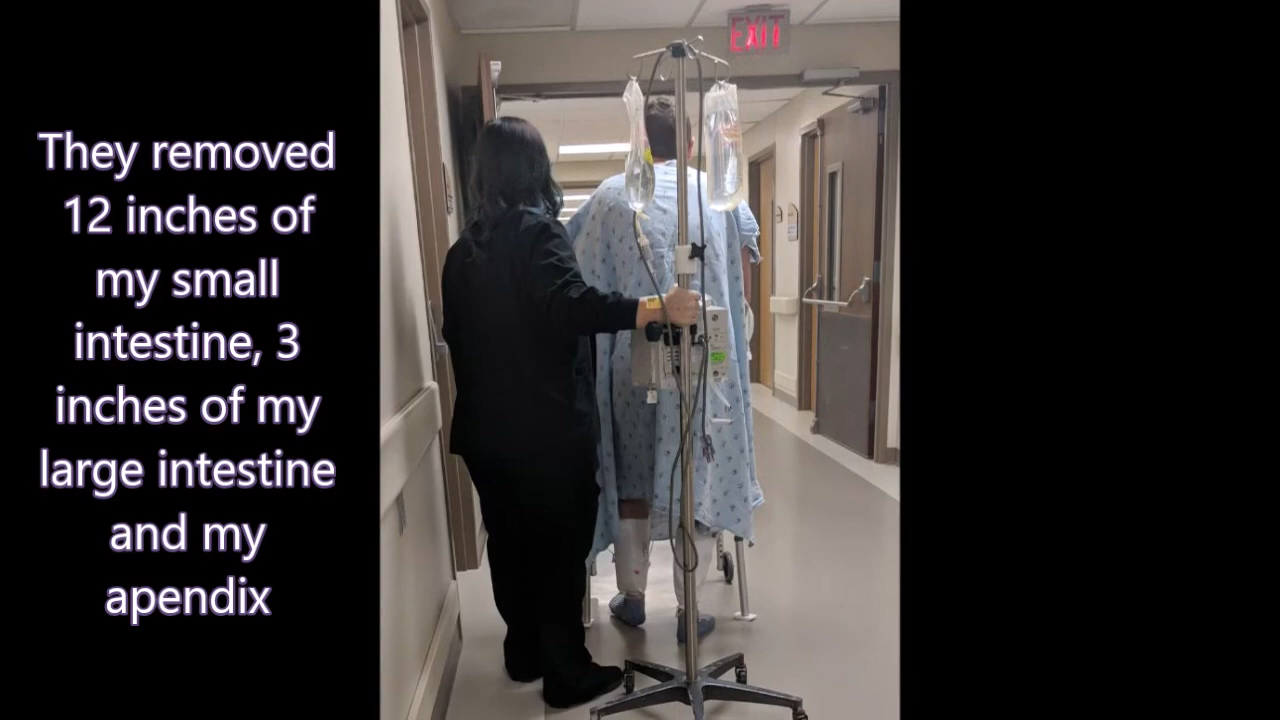 They removed
12 inches of
my small
intestine, 3
inches of my
large intestine
and my
apendix
EXIT